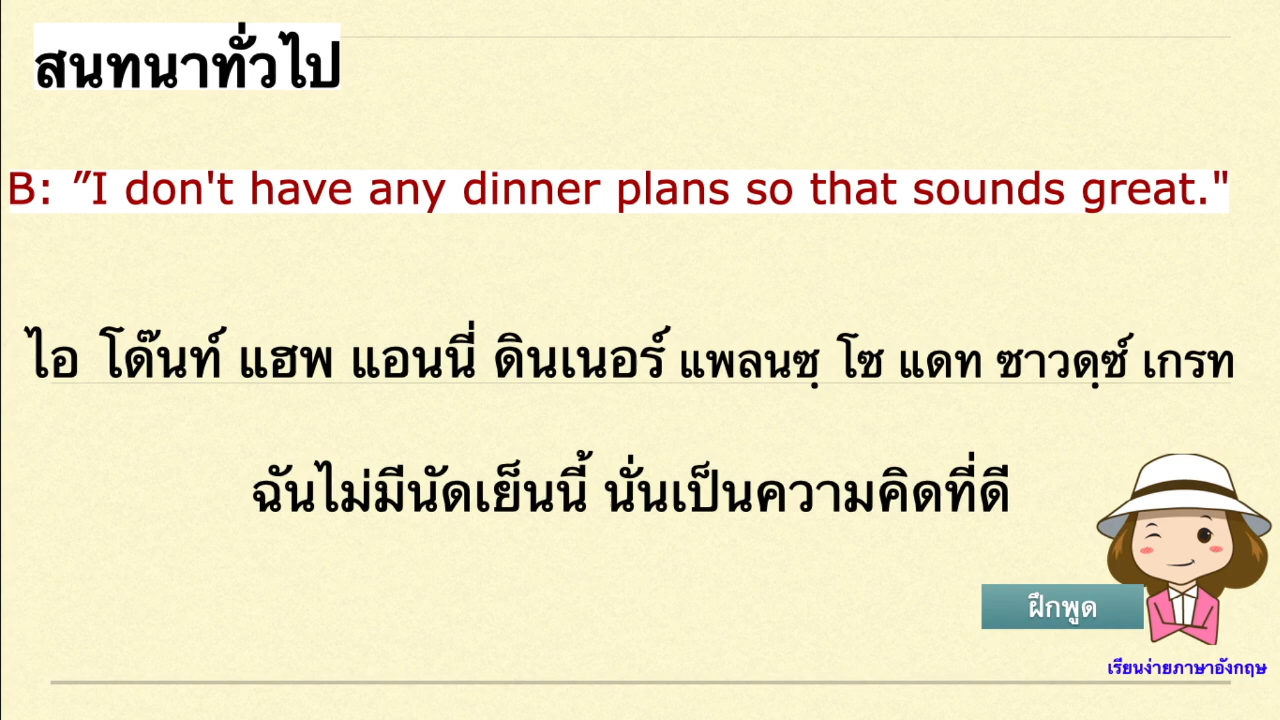 สนทนาทั่วไป
B: ”I don't have any dinner plans so that sounds great."
ไอ โด๊นท์ แฮพ แอนนี่ ดินเนอร์ แพลนซฺ โซ แดท ซาวดฺซ์ เกรท
ฉันไม่มีนัดเย็นนี้ นั่นเป็นความคิดที่ดี
ฝึกพูด
เรียนง่ายภาษาอังกฤษ